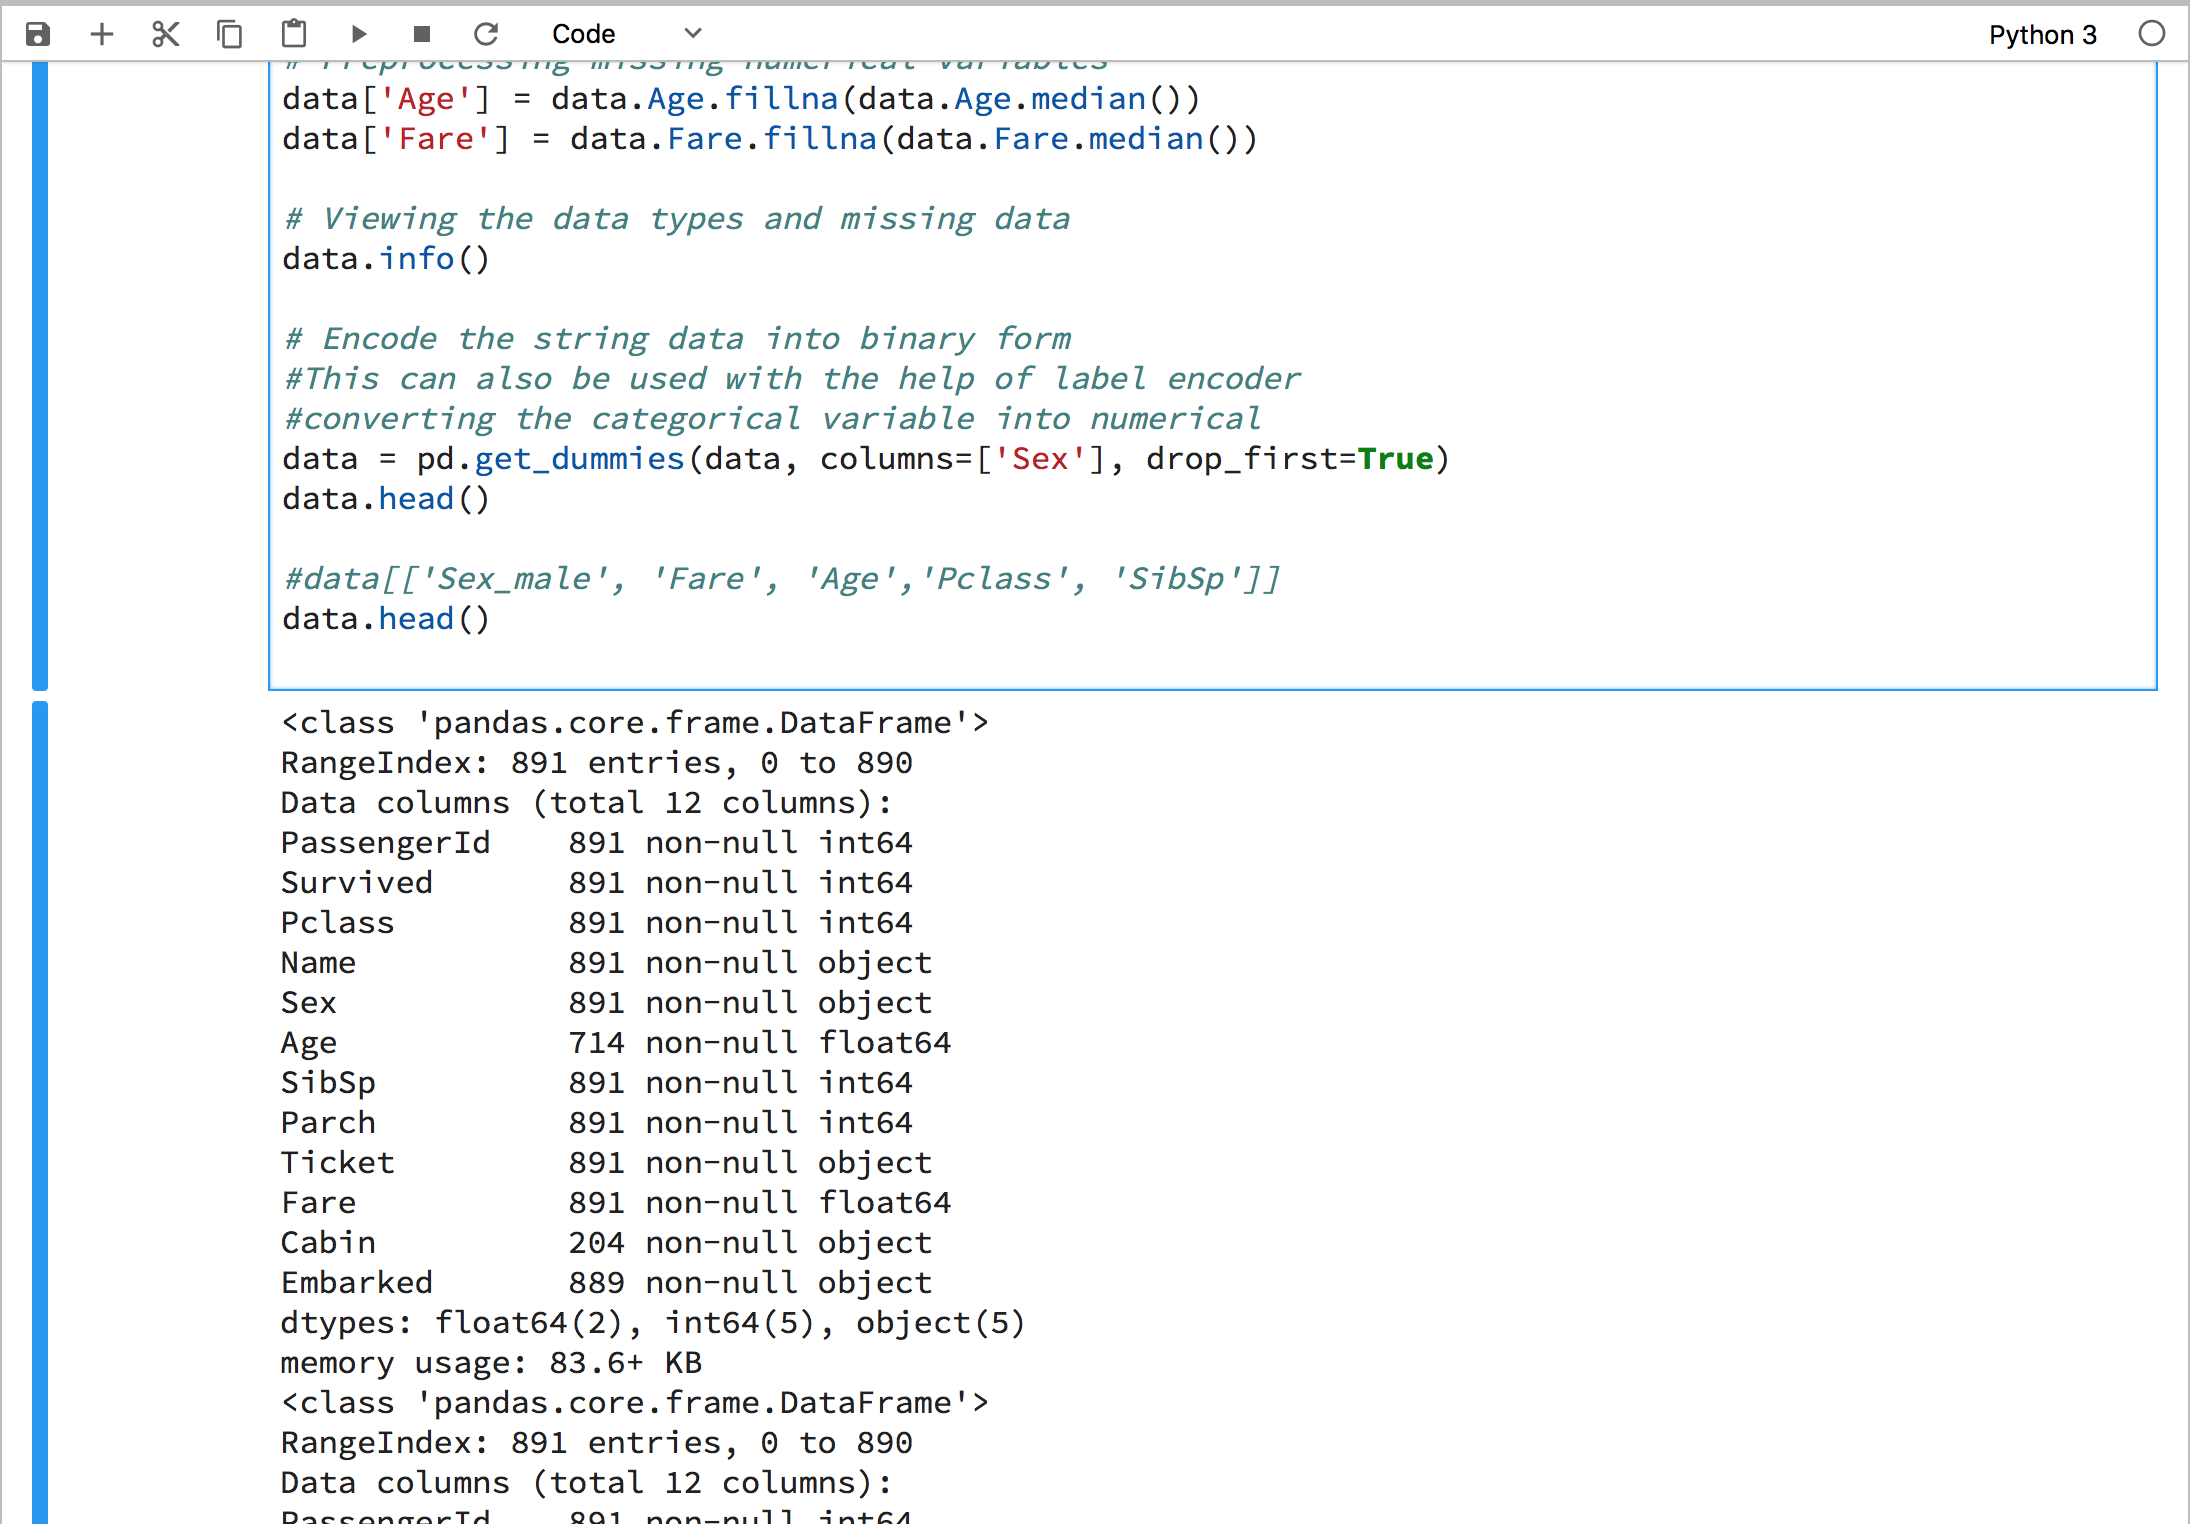 Code
Python 3
# Preprocessing missing numerical variables
data['Age'] = data.Age.fillna(data.Age.median())
data['Fare'] = data.Fare.fillna(data.Fare.median())
# Viewing the data types and missing data
data.info()
# Encode the string data into binary form
#This can also be used with the help of label encoder
#converting the categorical variable into numerical
data = pd.get_dummies(data, columns=['Sex'], drop_first=True)
data.head()
#data[['Sex_male', 'Fare', 'Age','Pclass', 'SibSp']]
data.head()
<class 'pandas.core.frame.DataFrame'>
RangeIndex: 891 entries, 0 to 890
Data columns (total 12 columns):
PassengerId    891 non-null int64
Survived       891 non-null int64
Pclass         891 non-null int64
Name           891 non-null object
Sex            891 non-null object
Age            714 non-null float64
SibSp          891 non-null int64
Parch          891 non-null int64
Ticket         891 non-null object
Fare           891 non-null float64
Cabin          204 non-null object
Embarked       889 non-null object
dtypes: float64(2), int64(5), object(5)
memory usage: 83.6+ KB
<class 'pandas.core.frame.DataFrame'>
RangeIndex: 891 entries, 0 to 890
Data columns (total 12 columns):
PassengerId    891 non-null int64